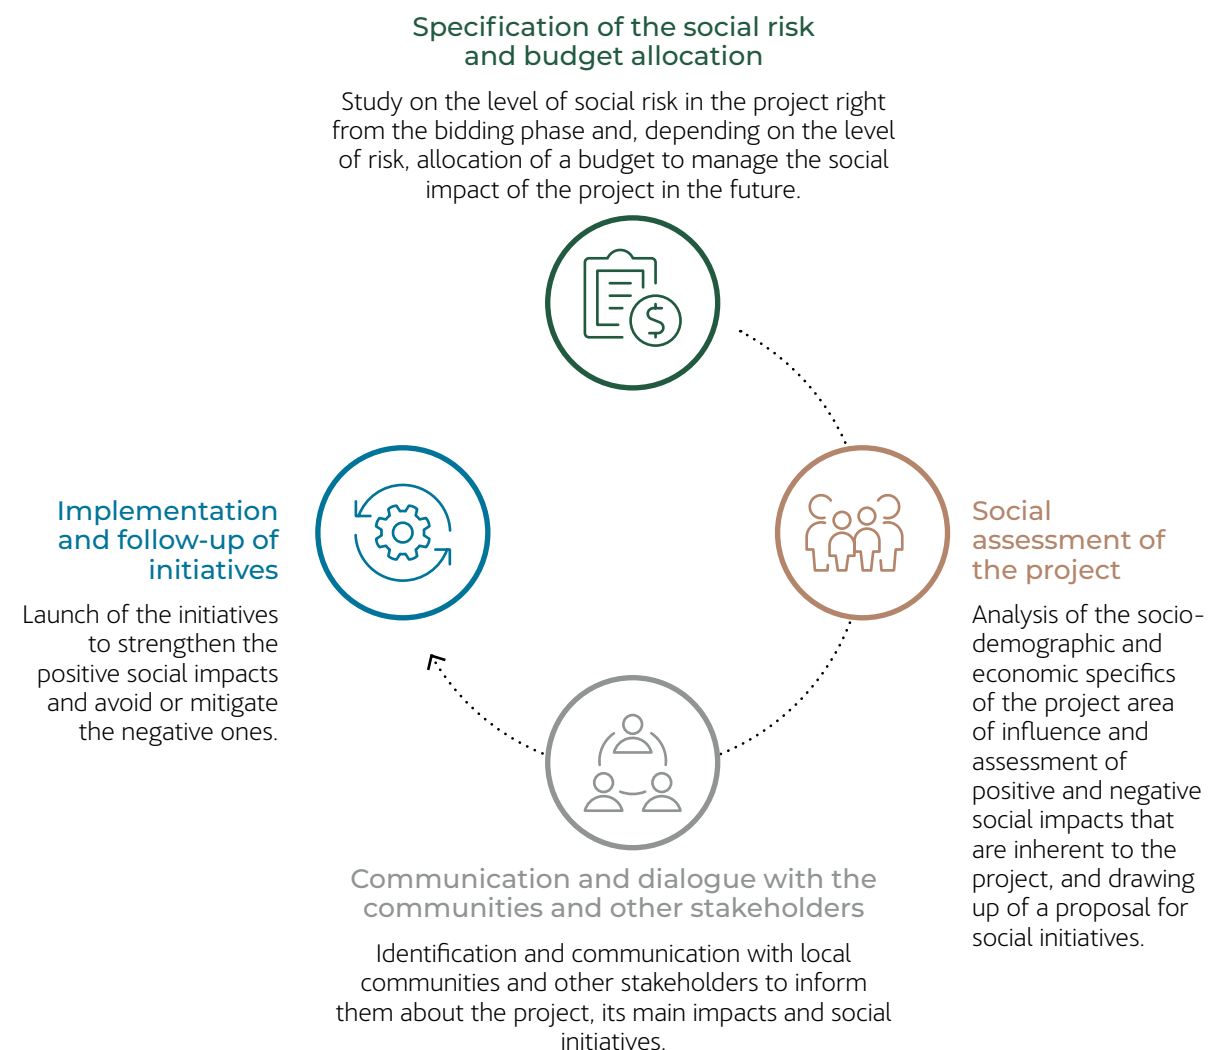 Specification of the social risk
and budget allocation
Study on the level of social risk in the project right
from the bidding phase and, depending on the level
of risk, allocation of a budget to manage the social
impact of the project in the future.
$
Social
assessment of
the project
Analysis of the socio-
demographic and
economic specifics
of the project area
of influence and
assessment of
positive and negative
social impacts that
are inherent to the
project, and drawing
up of a proposal for
social initiatives.
Communication and dialogue with the
communities and other stakeholders
Identification and communication with local
communities and other stakeholders to inform
them about the project, its main impacts and social
initiatives.
Implementation
and follow-up of
initiatives
Launch of the initiatives
to strengthen the
positive social impacts
and avoid or mitigate
the negative ones.